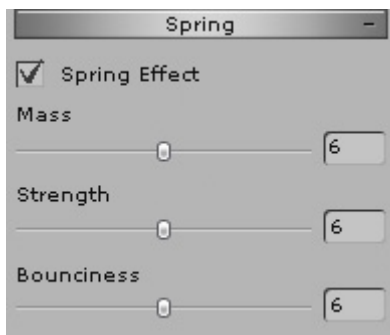 Spring -
Spring Effect
Mass
6
Strength
6
Bounciness
6